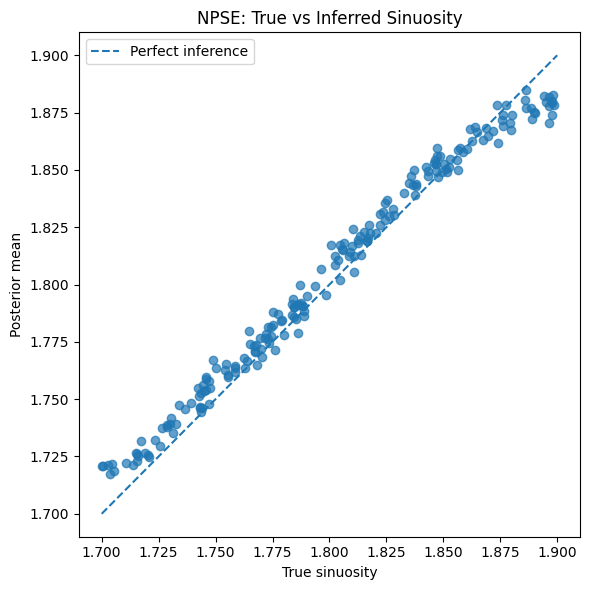 NPSE: True vs Inferred Sinuosity
Perfect inference
1.900
1.875
1.850
1.825
1.800
1.775
1.750
1.725
1.700
Posterior mean
1.700 1.725 1.750 1.775 1.800 1.825 1.850 1.875 1.900
True sinuosity